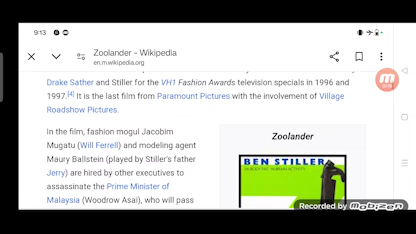 9:13
Zoolander - Wikipedia
en.m.wikipedia.org
Drake Sather and Stiller for the VH1 Fashion Awards television specials in 1996 and
1997.[4] It is the last film from Paramount Pictures with the involvement of Village
Roadshow Pictures.
In the film, fashion mogul Jacobim
Mugatu (Will Ferrell) and modeling agent
Maury Ballstein (played by Stiller's father
Jerry) are hired by other executives to
assassinate the Prime Minister of
Malaysia (Woodrow Asai), who will pass
Zoolander
BEN STILLER
Recorded by Mobizen